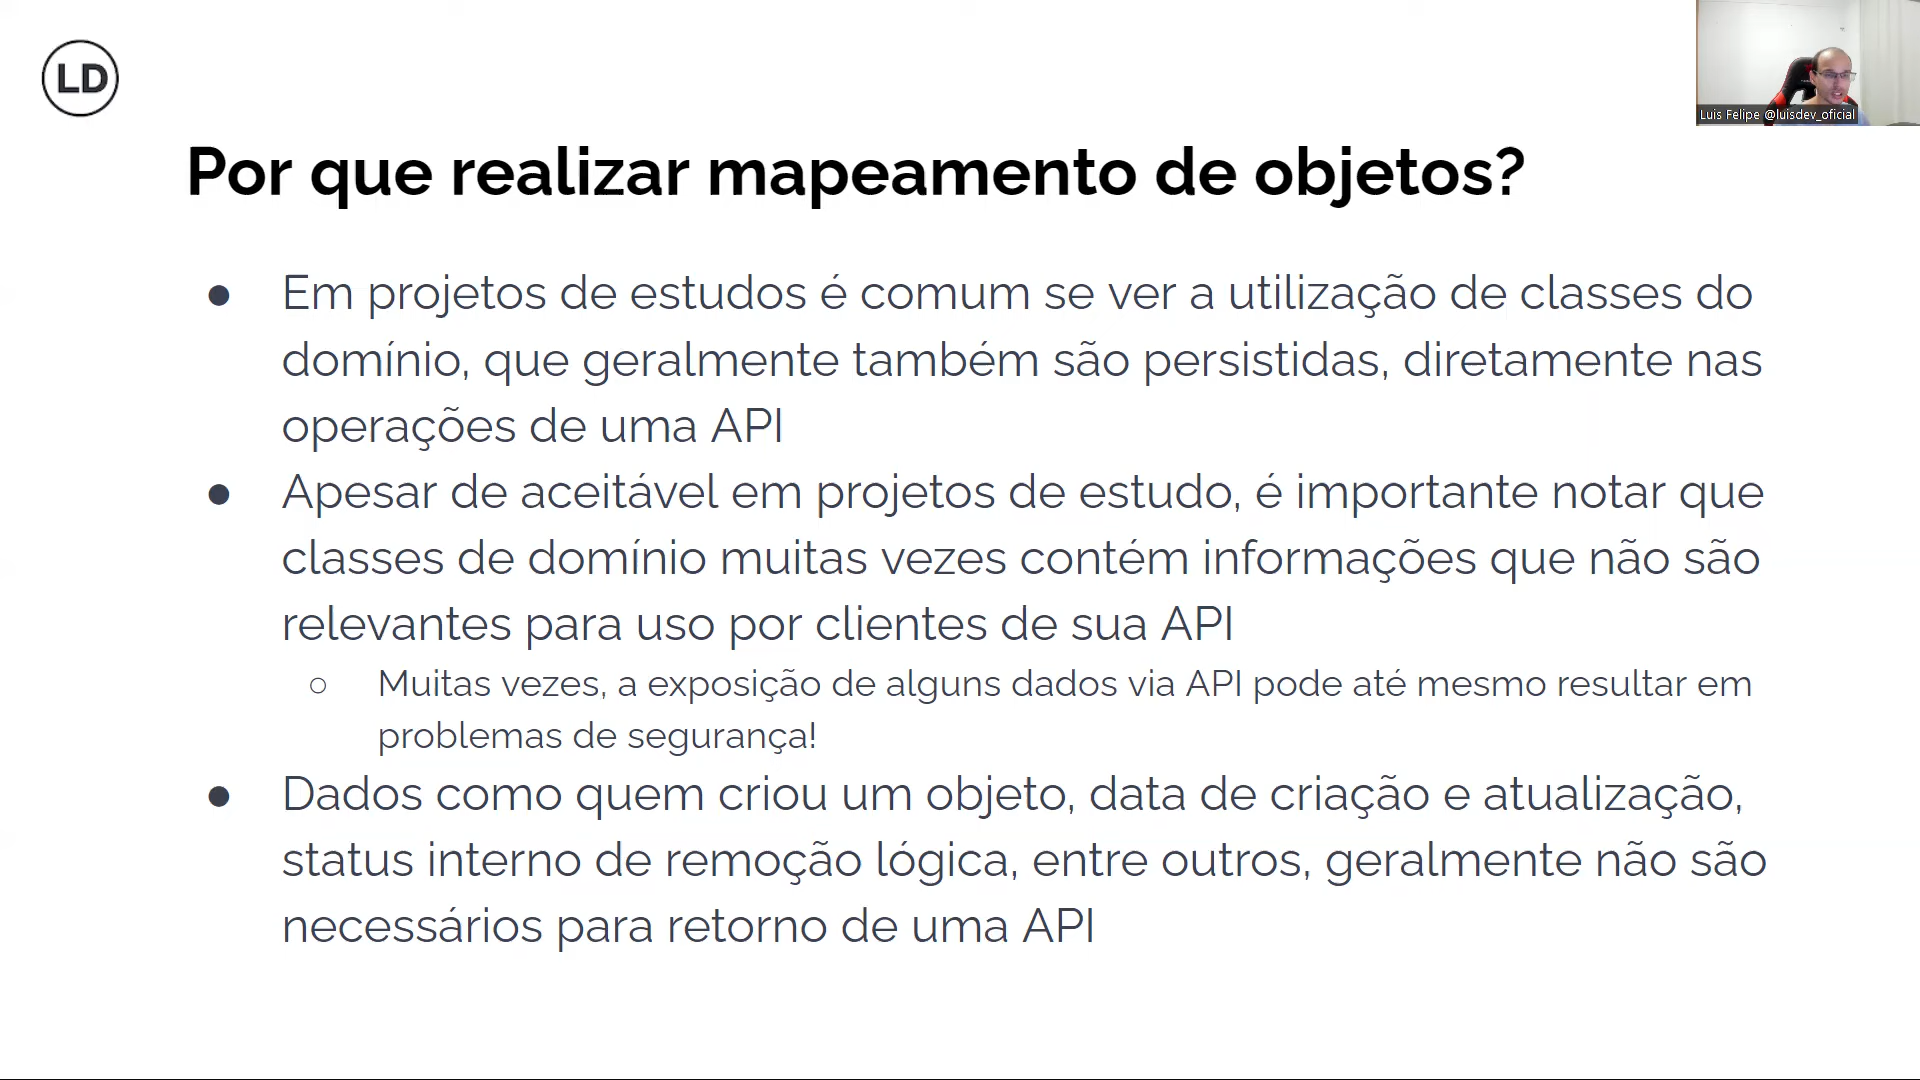 LD
Luis Felipe @luisdev_oficial
Por que realizar mapeamento de objetos?
● Em projetos de estudos é comum se ver a utilização de classes do
domínio, que geralmente também são persistidas, diretamente nas
operações de uma API
● Apesar de aceitável em projetos de estudo, é importante notar que
classes de domínio muitas vezes contém informações que não são
relevantes para uso por clientes de sua API
○ Muitas vezes, a exposição de alguns dados via API pode até mesmo resultar em
problemas de segurança!
● Dados como quem criou um objeto, data de criação e atualização,
status interno de remoção lógica, entre outros, geralmente não são
necessários para retorno de uma API